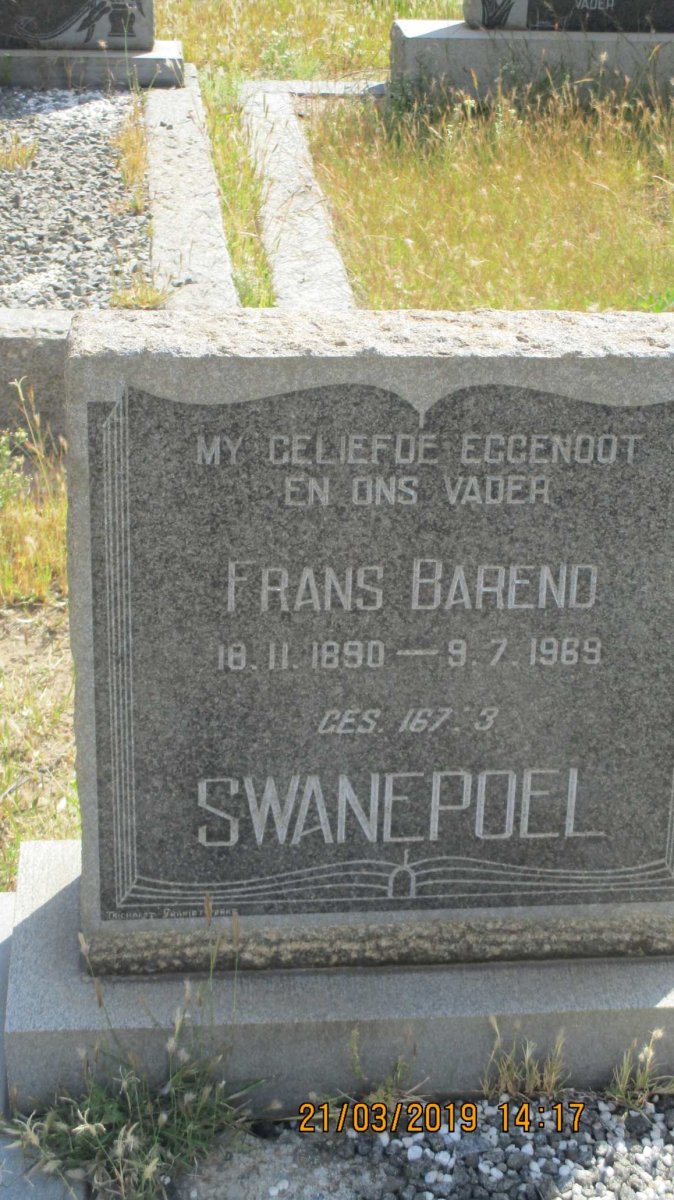 VADER
MY GELIEFDE EGGENOOT
EN ONS VADER
FRANS BAREND
18.11.1890 — 9.7.1969
GES. 167:3
SWANEPOEL
21/03/2019 14:17